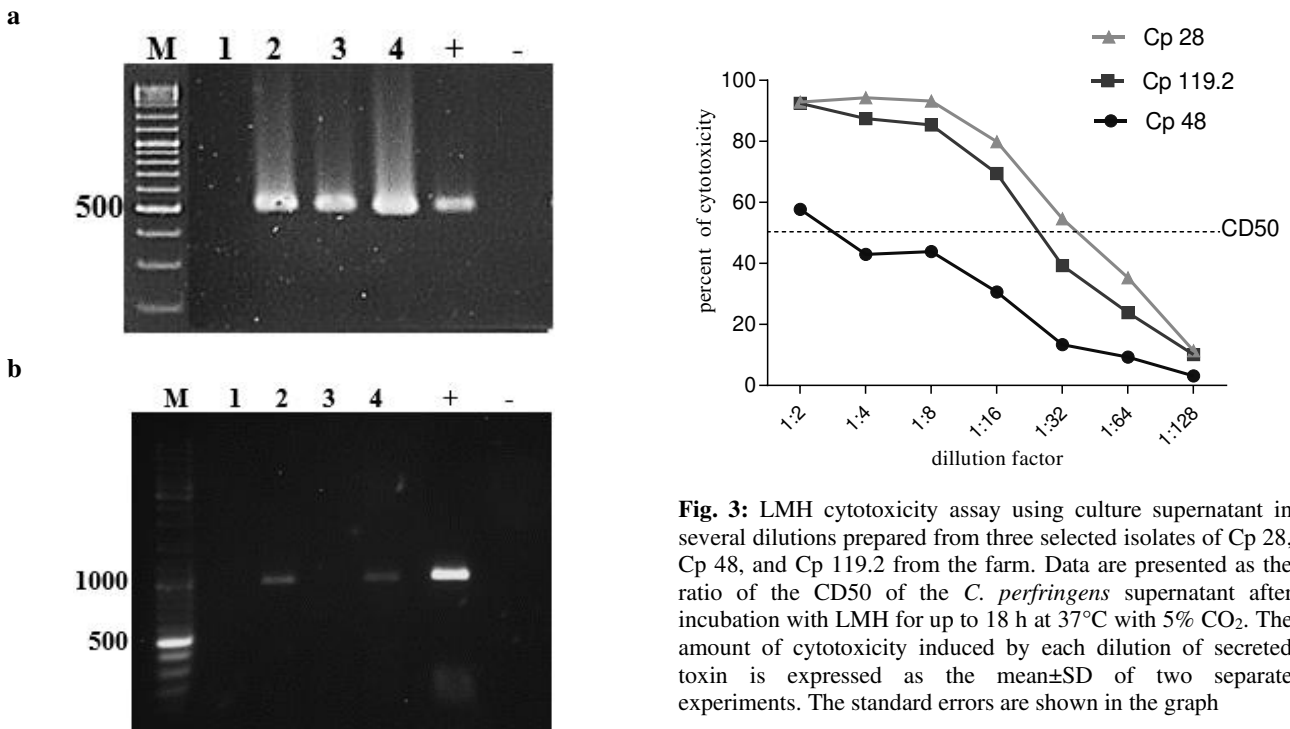 a
M 1 2 3 4 + -
500
b
M 1 2 3 4 + -
1000
500
Cp 28
Cp 119.2
Cp 48
100
80
60
40
20
0
percent of cytotoxicity
CD50
1:2 1:4 1:8 1:16 1:32 1:64 1:128
dillution factor
Fig. 3: LMH cytotoxicity assay using culture supernatant in
several dilutions prepared from three selected isolates of Cp 28,
Cp 48, and Cp 119.2 from the farm. Data are presented as the
ratio of the CD50 of the C. perfringens supernatant after
incubation with LMH for up to 18 h at 37°C with 5% CO₂. The
amount of cytotoxicity induced by each dilution of secreted
toxin is expressed as the mean±SD of two separate
experiments. The standard errors are shown in the graph